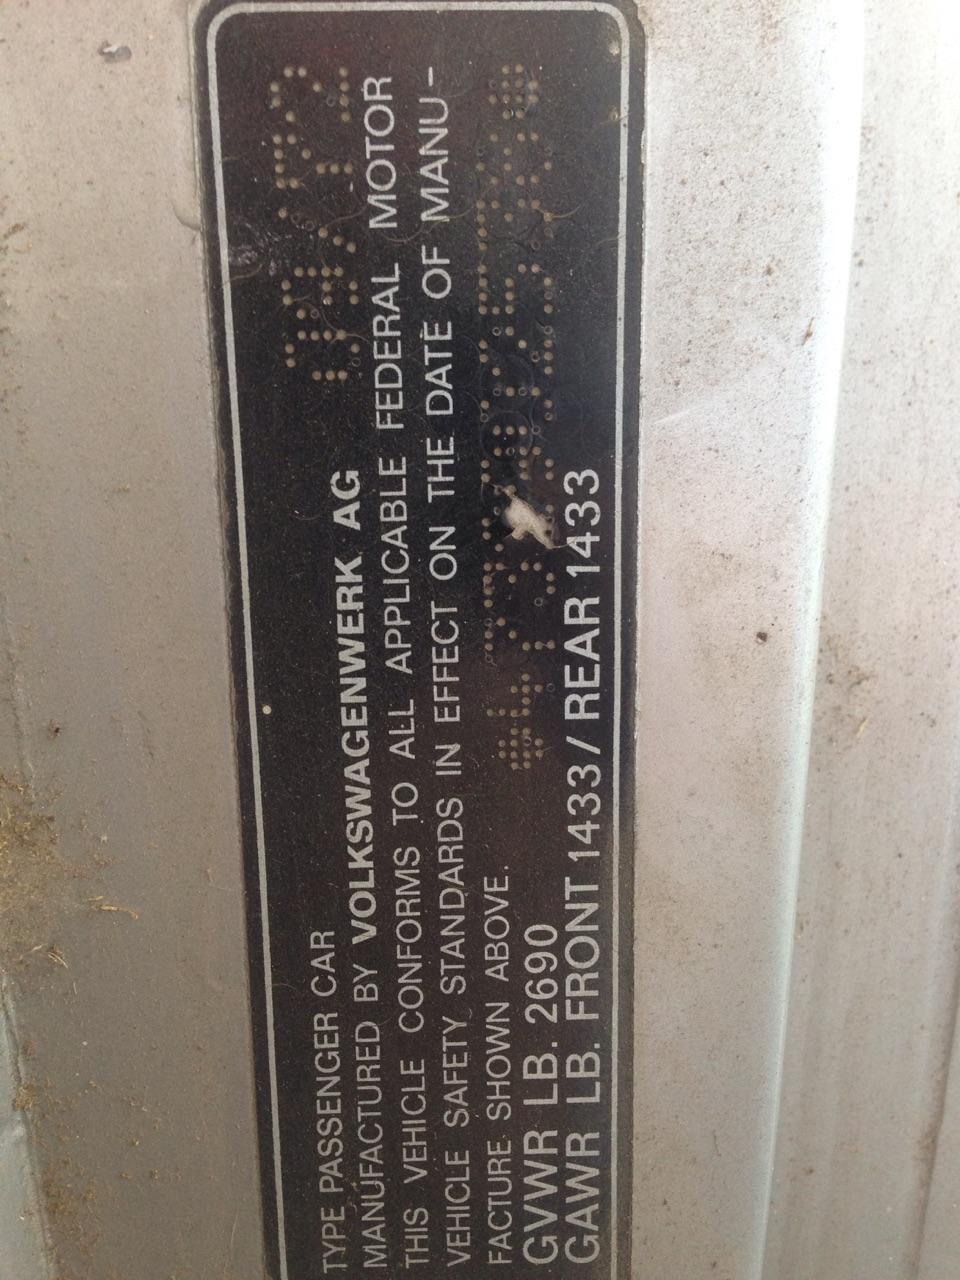 TYPE PASSENGER CAR
MANUFACTURED BY VOLKSWAGENWERK AG
THIS VEHICLE CONFORMS TO ALL APPLICABLE FEDERAL MOTOR
VEHICLE SAFETY STANDARDS IN EFFECT ON THE DATE OF MANU-
FACTURE SHOWN ABOVE.
GVWR LB. 2690
GAWR LB. FRONT 1433 / REAR 1433